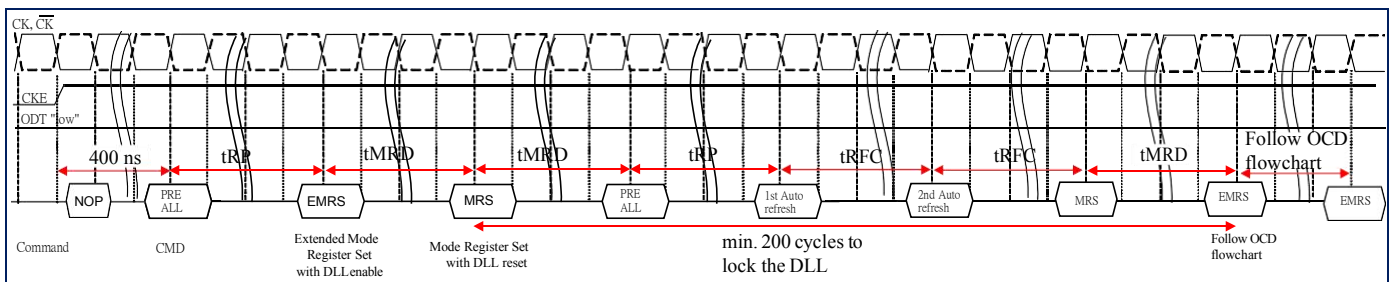 CK, CK
CKE
ODT "low"
400 ns
tRP
tMRD
tMRD
tRP
tRFC
tRFC
tMRD
Follow OCD
flowchart
NOP
PRE
ALL
EMRS
MRS
PRE
ALL
1st Auto
refresh
2nd Auto
refresh
MRS
EMRS
EMRS
Command
CMD
Extended Mode
Register Set
with DLL enable
Mode Register Set
with DLL reset
min. 200 cycles to
lock the DLL
Follow OCD
flowchart